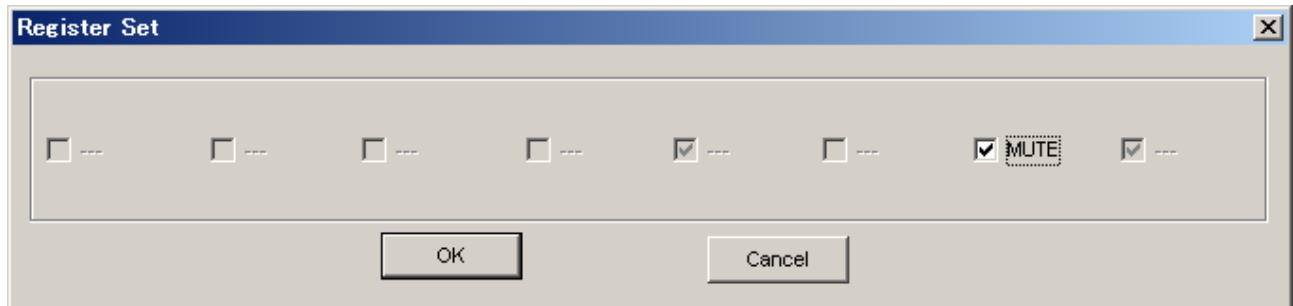 Register Set
--- --- --- --- --- --- MUTE ---
OK Cancel